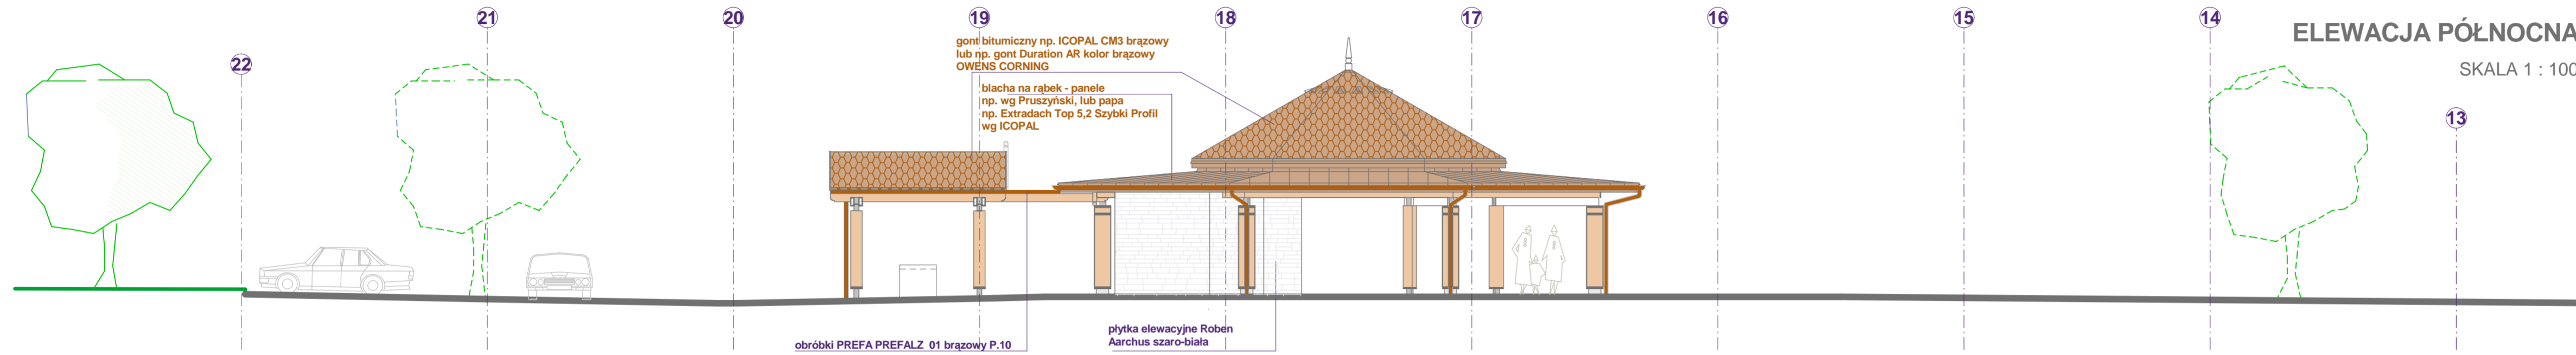 22
21
20
19
18
17
16
15
14
13
ELEWACJA PÓŁNOCNA
SKALA 1 : 100
gont bitumiczny np. ICOPAL CM3 brązowy
lub np. gont Duration AR kolor brązowy
OWENS CORNING
blacha na rąbek - panele
np. wg Pruszyński, lub papa
np. Extradach Top 5,2 Szybki Profil
wg ICOPAL
obróbki PREFA PREFALZ 01 brązowy P.10
płytka elewacyjne Roben
Aarchus szaro-biała